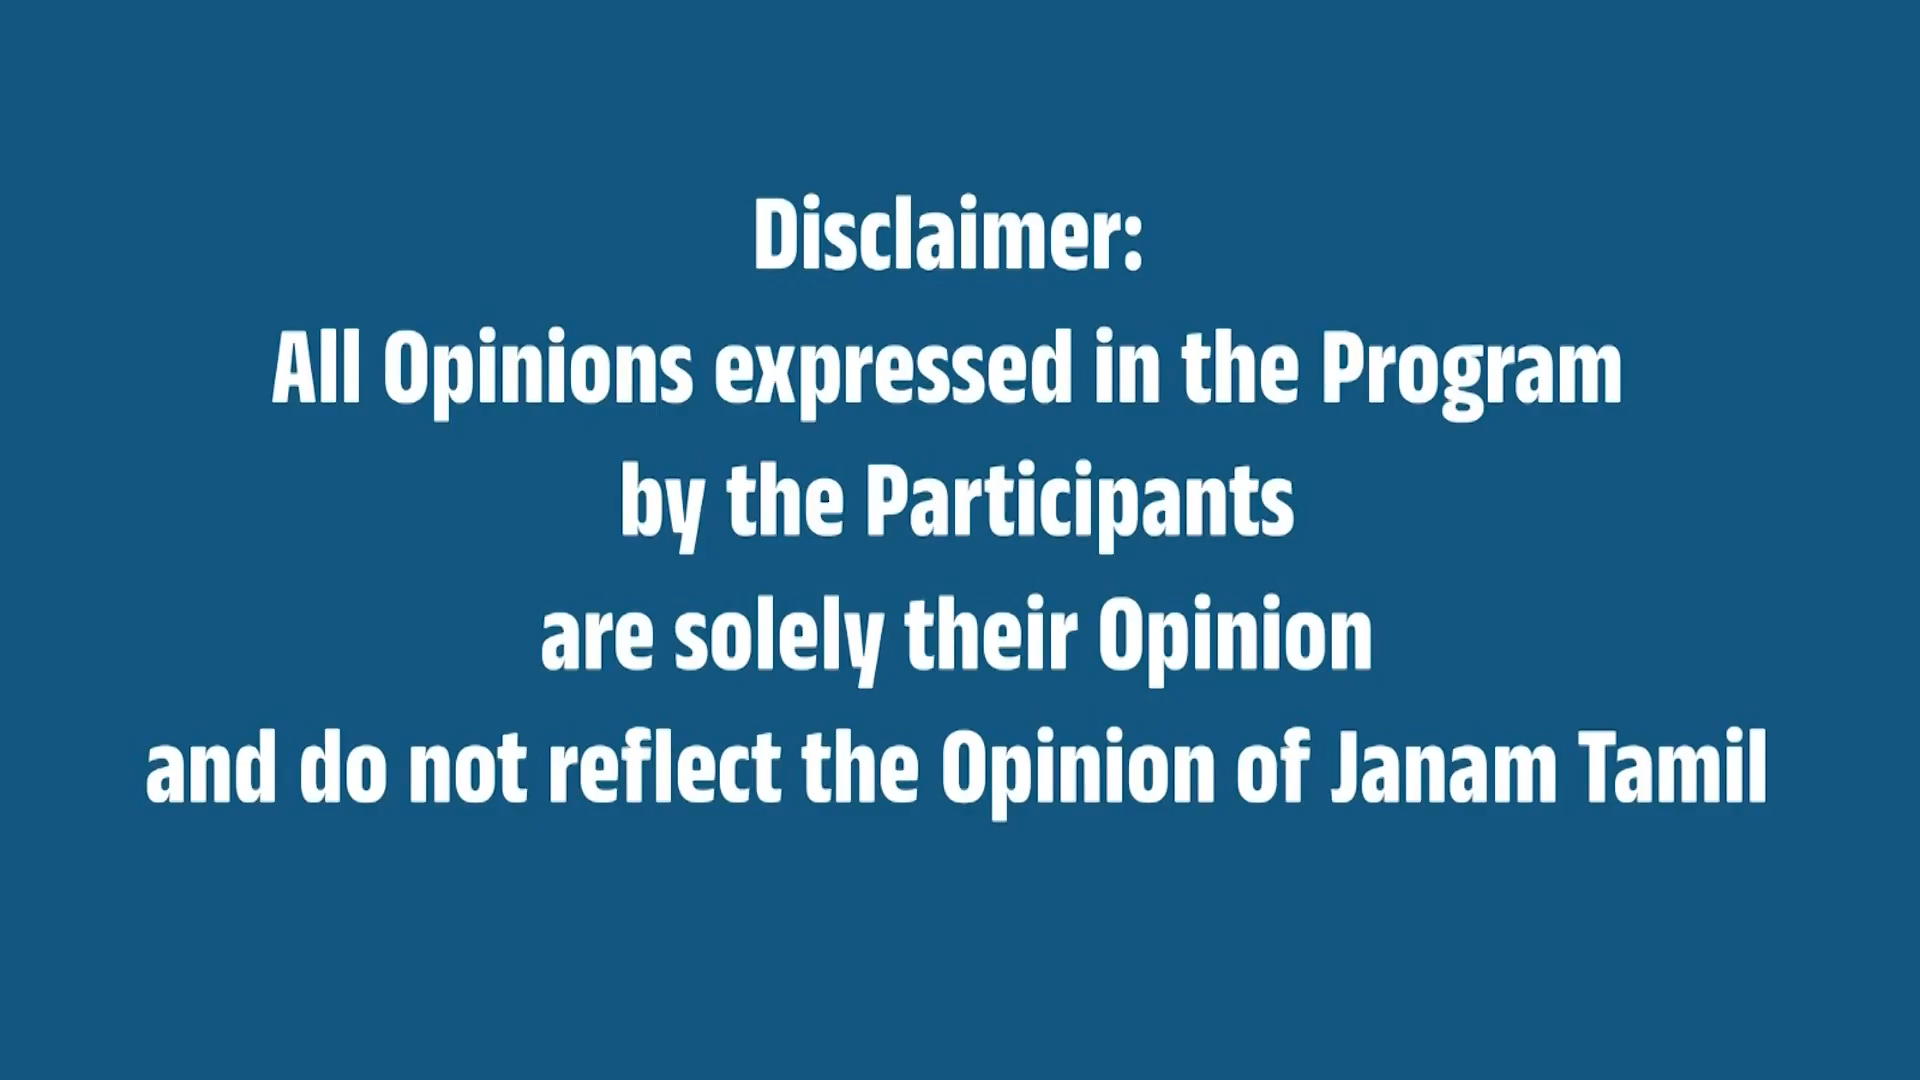 Disclaimer:
All Opinions expressed in the Program
by the Participants
are solely their Opinion
and do not reflect the Opinion of Janam Tamil